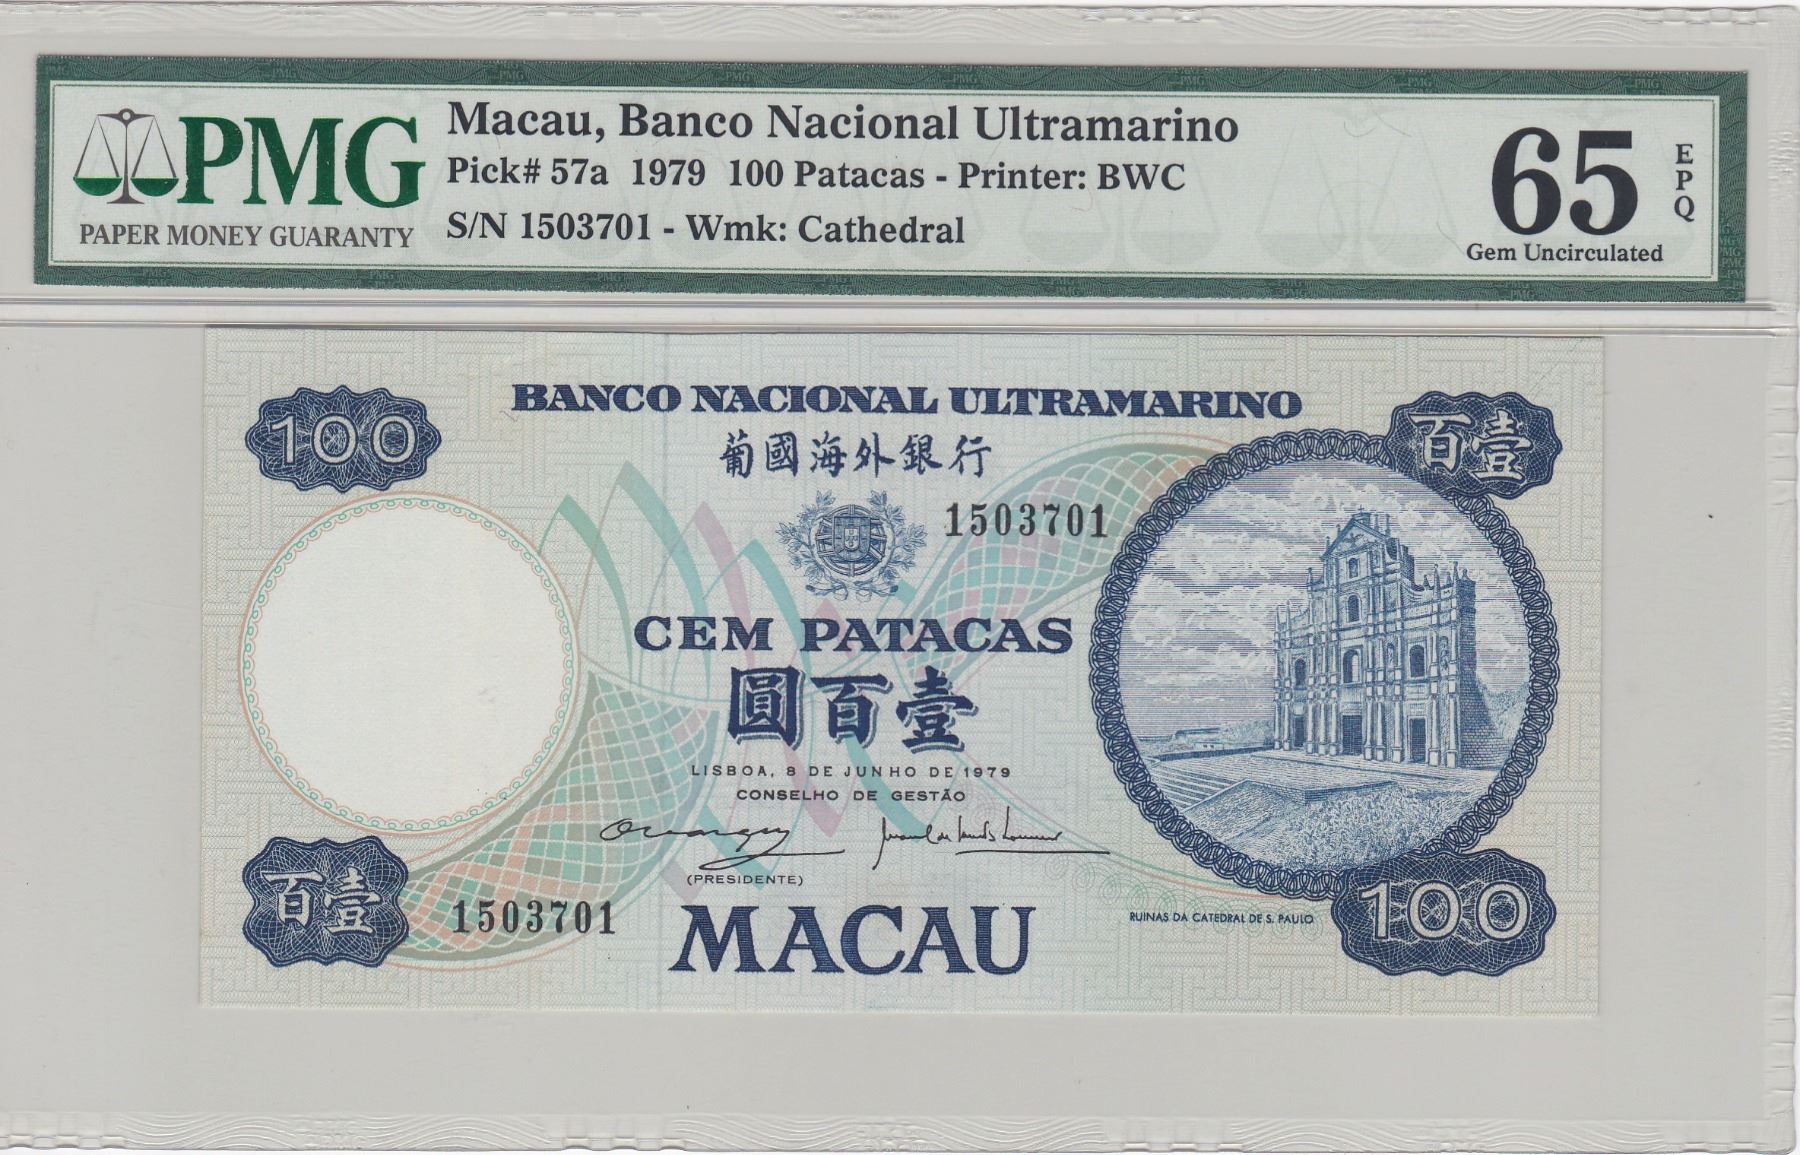 PMG
PAPER MONEY GUARANTY
Macau, Banco Nacional Ultramarino
Pick# 57a 1979 100 Patacas - Printer: BWC
S/N 1503701 - Wmk: Cathedral
65
EPQ
Gem Uncirculated
100
BANCO NACIONAL ULTRAMARINO
百壹
葡國海外銀行
1503701
CEM PATACAS
圓百壹
LISBOA, 8 DE JUNHO DE 1979
CONSELHO DE GESTÃO
(PRESIDENTE)
百壹
1503701
MACAU
RUINAS DA CATEDRAL DE S. PAULO
100